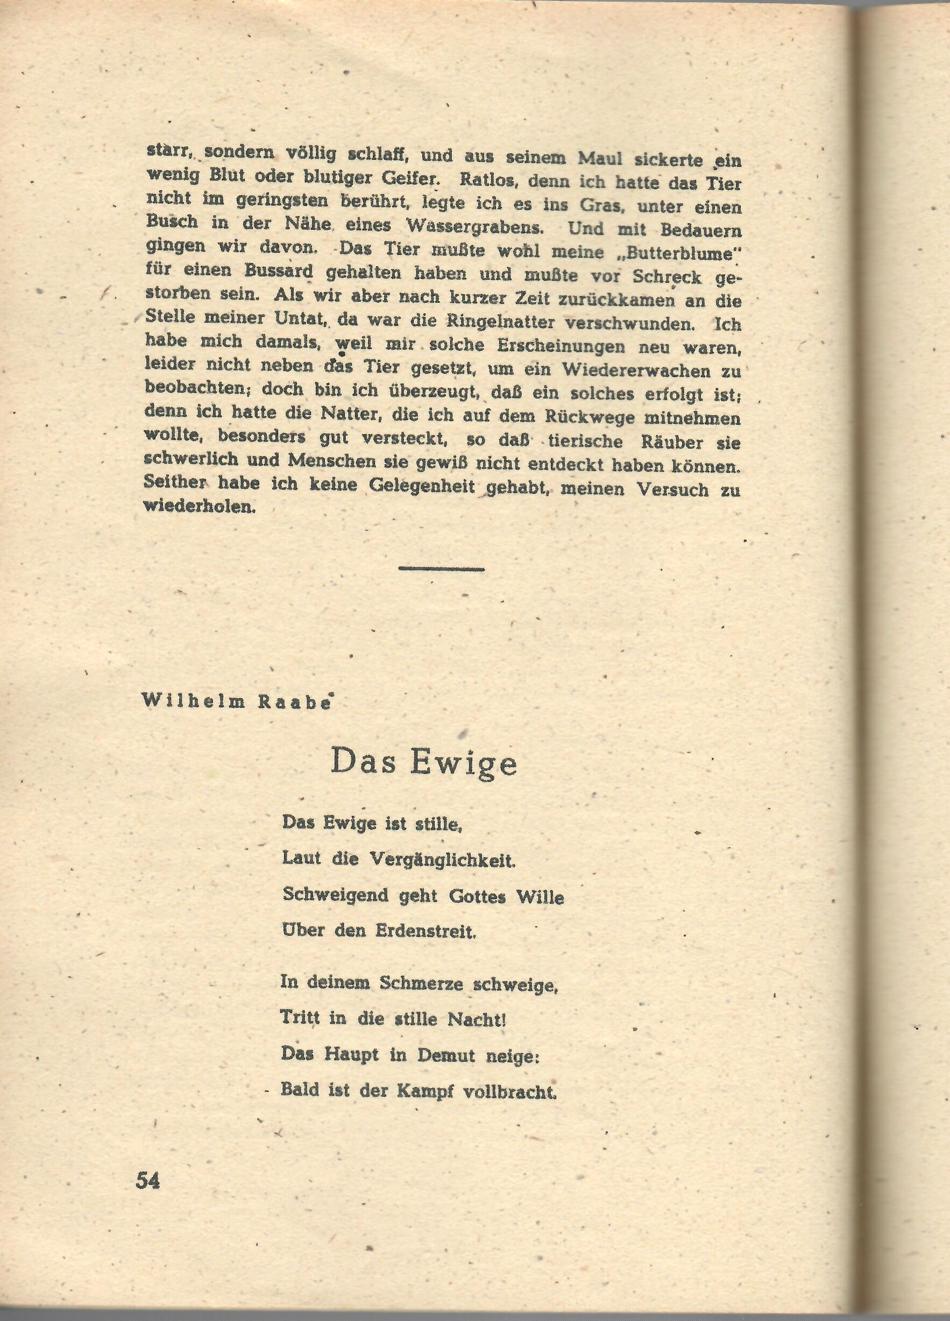 starr, sondern völlig schlaff, und aus seinem Maul sickerte ein
wenig Blut oder blutiger Geifer. Ratlos, denn ich hatte das Tier
nicht im geringsten berührt, legte ich es ins Gras, unter einen
Busch in der Nähe eines Wassergrabens. Und mit Bedauern
gingen wir davon. Das Tier mußte wohl meine „Butterblume"
für einen Bussard gehalten haben und mußte vor Schreck ge-
storben sein. Als wir aber nach kurzer Zeit zurückkamen an die
Stelle meiner Untat, da war die Ringelnatter verschwunden. Ich
habe mich damals, weil mir solche Erscheinungen neu waren,
leider nicht neben das Tier gesetzt, um ein Wiedererwachen zu
beobachten; doch bin ich überzeugt, daß ein solches erfolgt ist;
denn ich hatte die Natter, die ich auf dem Rückwege mitnehmen
wollte, besonders gut versteckt, so daß tierische Räuber sie
schwerlich und Menschen sie gewiß nicht entdeckt haben können.
Seither habe ich keine Gelegenheit gehabt, meinen Versuch zu
wiederholen.
Wilhelm Raabe
Das Ewige
Das Ewige ist stille,
Laut die Vergänglichkeit.
Schweigend geht Gottes Wille
Über den Erdenstreit.
In deinem Schmerze schweige,
Tritt in die stille Nacht!
Das Haupt in Demut neige:
Bald ist der Kampf vollbracht.
54